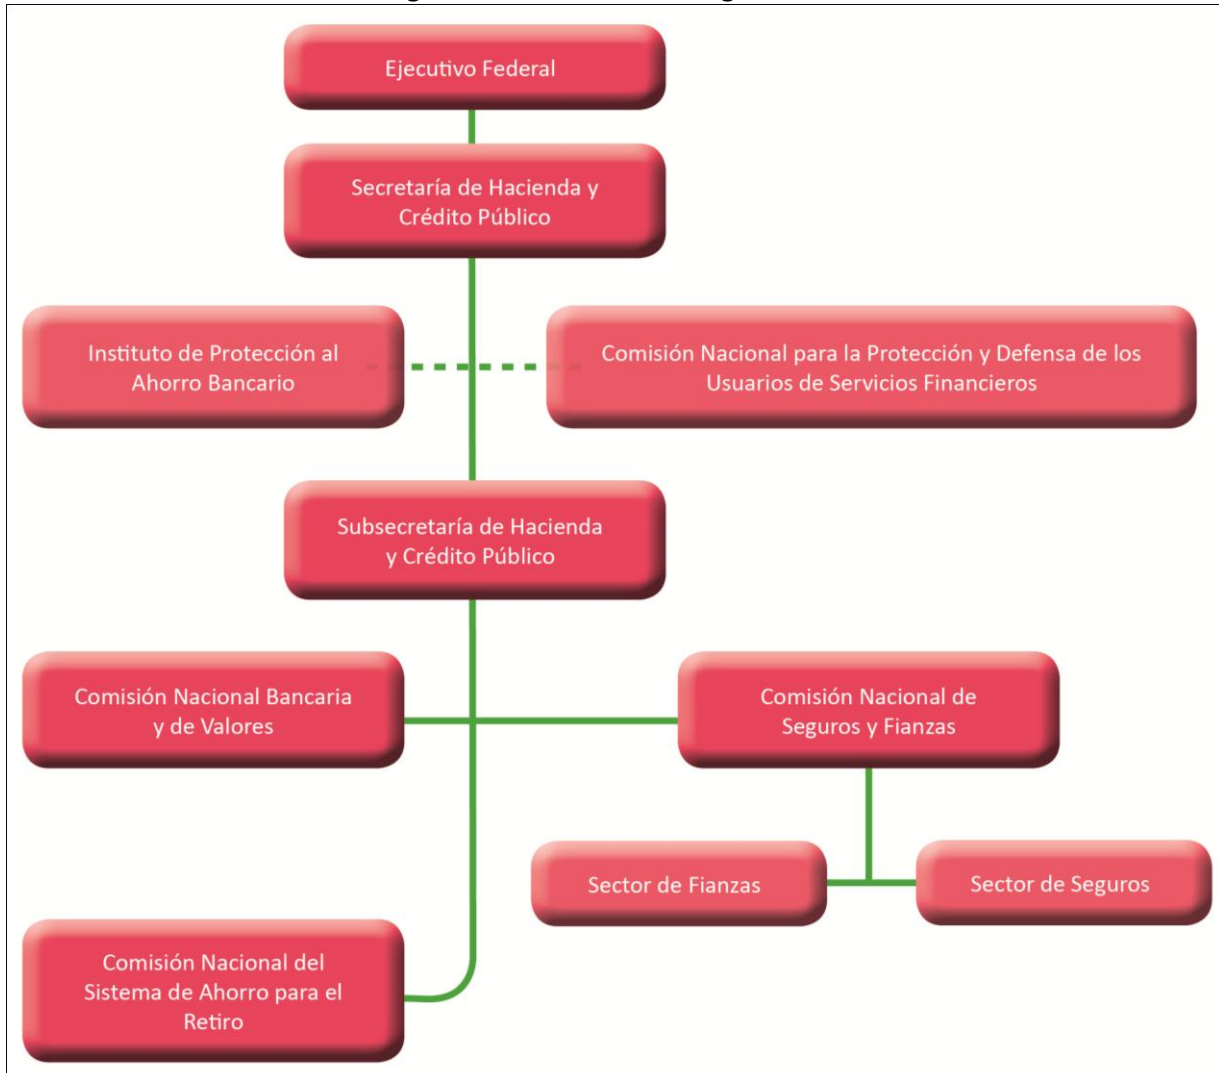 Ejecutivo Federal
Secretaría de Hacienda y
Crédito Público
Instituto de Protección al
Ahorro Bancario
Comisión Nacional para la Protección y Defensa de los
Usuarios de Servicios Financieros
Subsecretaría de Hacienda
y Crédito Público
Comisión Nacional Bancaria
y de Valores
Comisión Nacional de
Seguros y Fianzas
Sector de Fianzas
Sector de Seguros
Comisión Nacional del
Sistema de Ahorro para el
Retiro